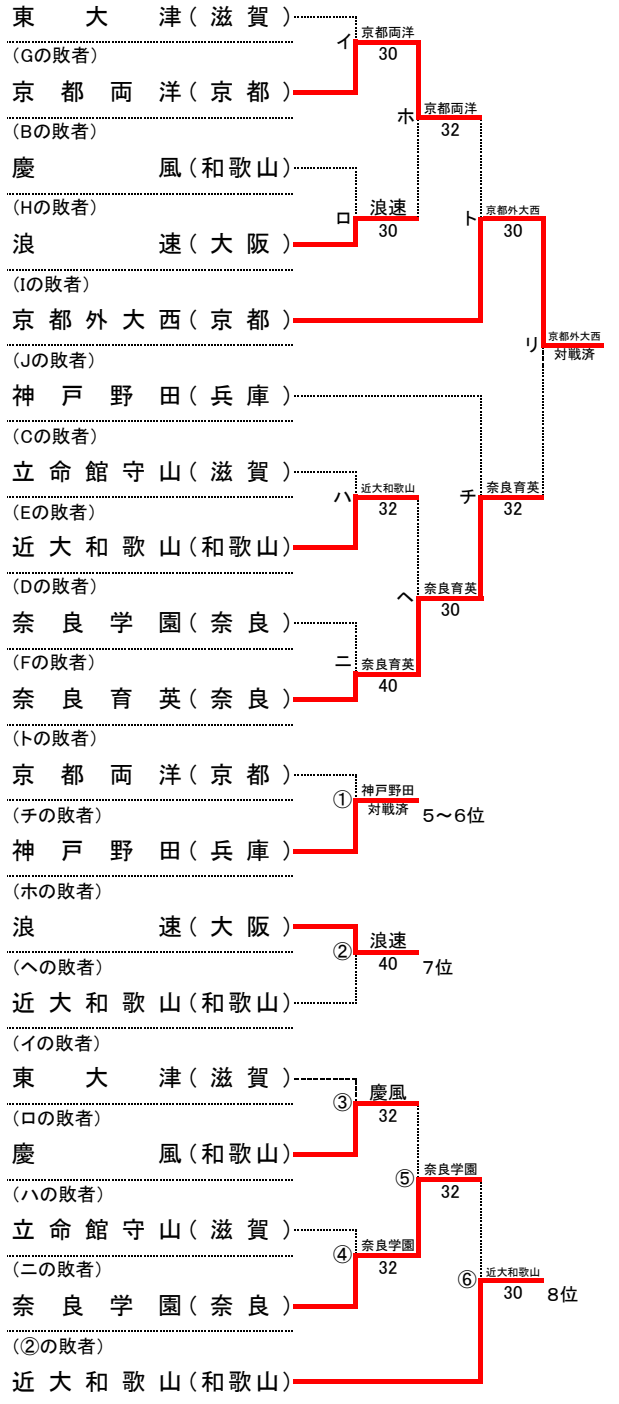 東大津(滋賀)
イ 京都両洋
30
(Gの敗者)
京都両洋(京都)
ホ 京都両洋
32
(Bの敗者)
慶風(和歌山)
(Hの敗者)
ロ 浪速
30
ト 京都外大西
30
浪速(大阪)
(Iの敗者)
京都外大西(京都)
リ 京都外大西
対戦済
(Jの敗者)
神戸野田(兵庫)
(Cの敗者)
立命館守山(滋賀)
ハ 近大和歌山
32
チ 奈良育英
32
(Eの敗者)
近大和歌山(和歌山)
(Dの敗者)
ヘ 奈良育英
30
奈良学園(奈良)
(Fの敗者)
ニ 奈良育英
40
奈良育英(奈良)
(トの敗者)
京都両洋(京都)
① 神戸野田
対戦済 5～6位
(チの敗者)
神戸野田(兵庫)
(ホの敗者)
浪速(大阪)
② 浪速
40 7位
(ヘの敗者)
近大和歌山(和歌山)
(イの敗者)
東大津(滋賀)
③ 慶風
32
(ロの敗者)
慶風(和歌山)
⑤ 奈良学園
32
(ハの敗者)
立命館守山(滋賀)
④ 奈良学園
32
(ニの敗者)
⑥ 近大和歌山
30 8位
奈良学園(奈良)
(②の敗者)
近大和歌山(和歌山)